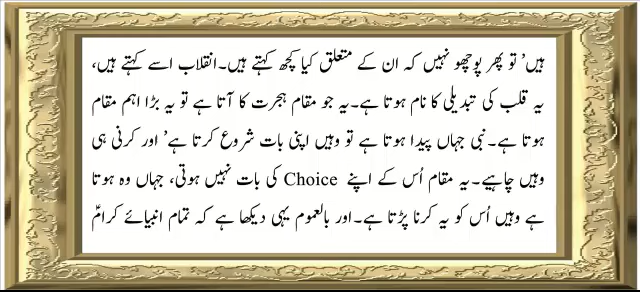 ہیں’ تو پھر پوچھو نہیں کہ ان کے متعلق کیا کچھ کہتے ہیں۔انقلاب اسے کہتے ہیں،
یہ قلب کی تبدیلی کا نام ہوتا ہے۔یہ جو مقام ہجرت کا آتا ہے تو یہ بڑا اہم مقام
ہوتا ہے۔نبی جہاں پیدا ہوتا ہے تو وہیں اپنی بات شروع کرتا ہے’ اور کرنی ہی
وہیں چاہیے۔یہ مقام اُس کے اپنے Choice کی بات نہیں ہوتی، جہاں وہ ہوتا
ہے وہیں اُس کو یہ کرنا پڑتا ہے۔اور بالعموم یہی دیکھا ہے کہ تمام انبیائے کرامؑ